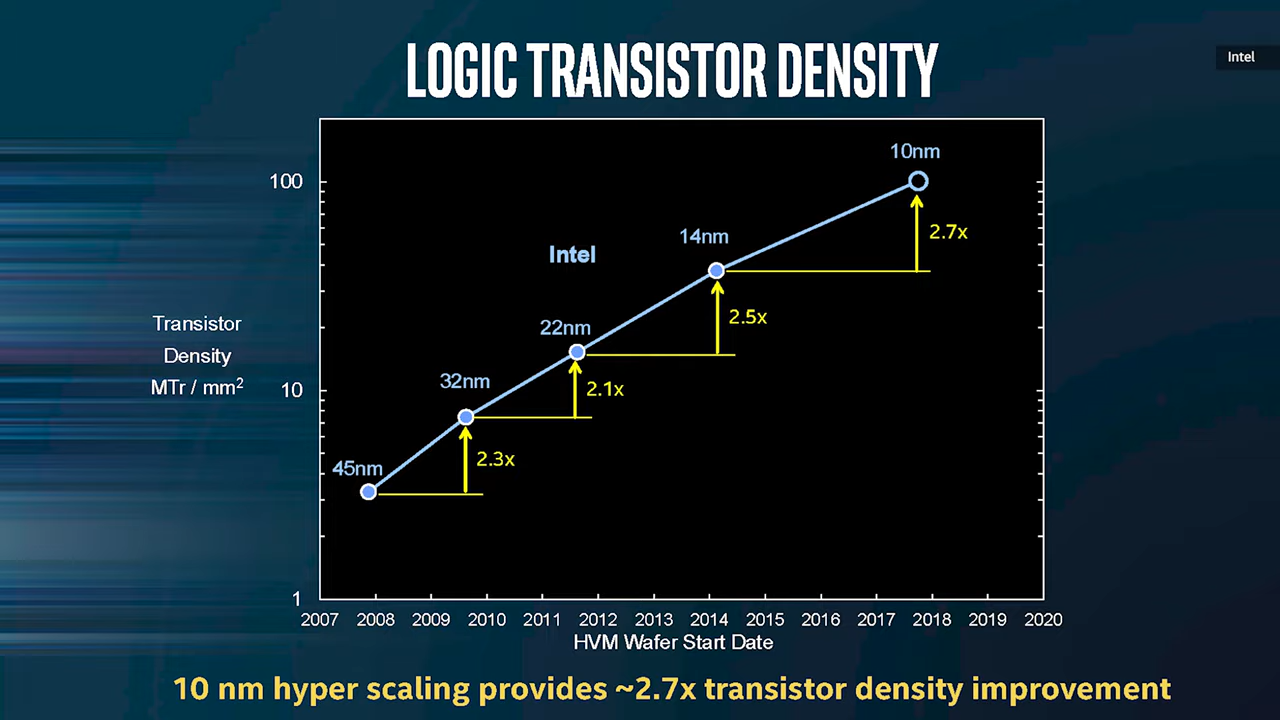 LOGIC TRANSISTOR DENSITY
Intel
10nm
100
2.7x
14nm
Intel
2.5x
22nm
Transistor
Density
MTr / mm²
32nm
10
2.1x
45nm
2.3x
1
2007 2008 2009 2010 2011 2012 2013 2014 2015 2016 2017 2018 2019 2020
HVM Wafer Start Date
10 nm hyper scaling provides ~2.7x transistor density improvement